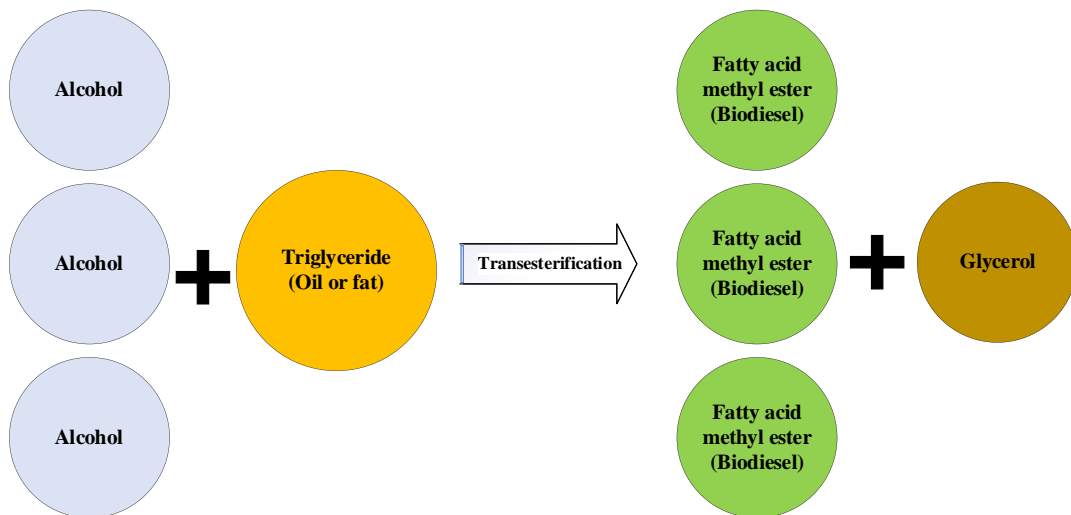 Alcohol
Alcohol
Alcohol
+
Triglyceride
(Oil or fat)
Transesterification
Fatty acid
methyl ester
(Biodiesel)
Fatty acid
methyl ester
(Biodiesel)
Fatty acid
methyl ester
(Biodiesel)
+
Glycerol